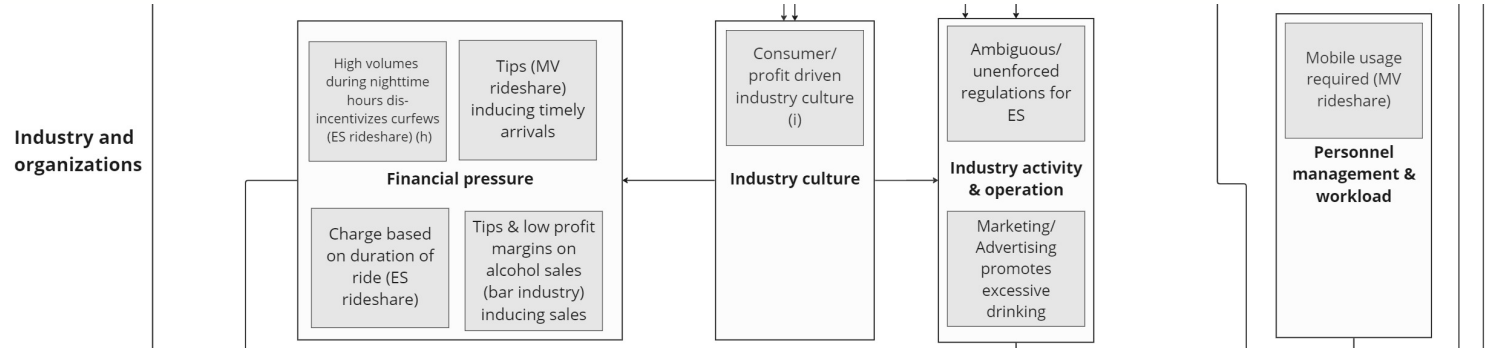 Industry and
organizations
High volumes
during nighttime
hours dis-
incentivizes curfews
(ES rideshare) (h)
Tips (MV
rideshare)
inducing timely
arrivals
Financial pressure
Charge based
on duration of
ride (ES
rideshare)
Tips & low profit
margins on
alcohol sales
(bar industry)
inducing sales
Consumer/
profit driven
industry culture
(i)
Industry culture
Ambiguous/
unenforced
regulations for
ES
Industry activity
& operation
Marketing/
Advertising
promotes
excessive
drinking
Mobile usage
required (MV
rideshare)
Personnel
management &
workload